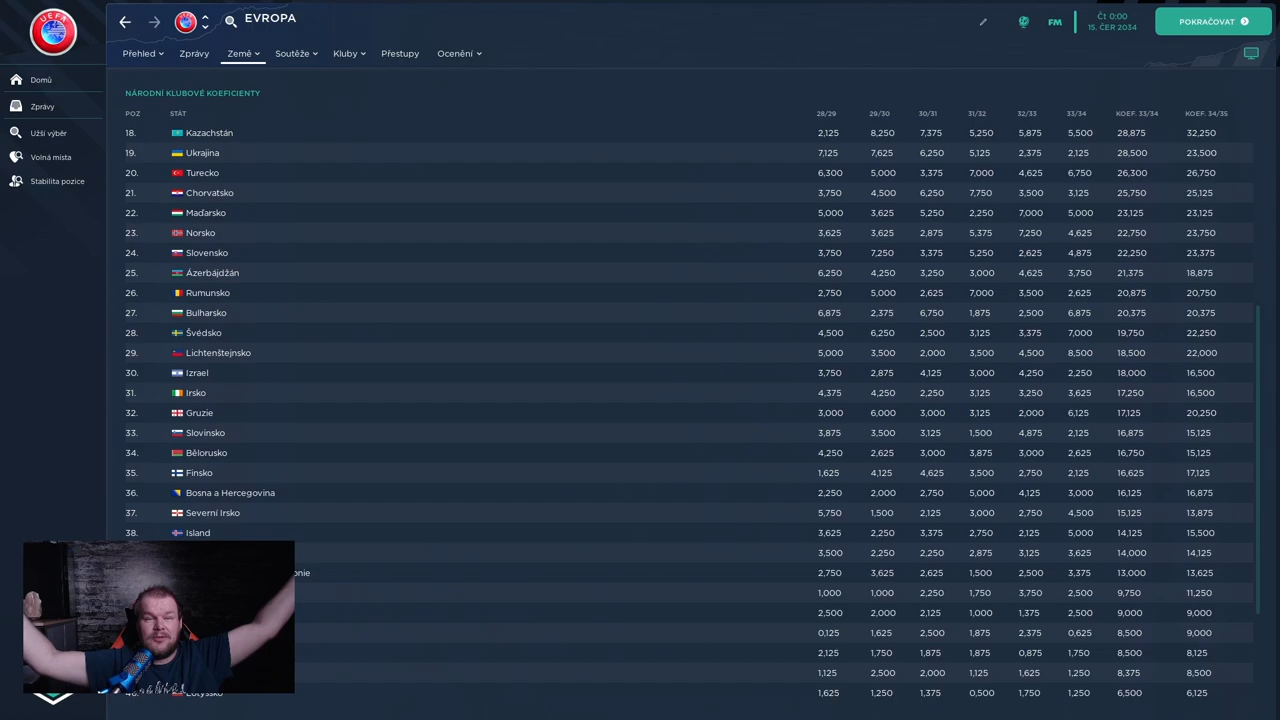 UEFA
EVROPA
Čt 0:00
15. ČER 2034
FM
POKRAČOVAT
Přehled
Zprávy
Země
Soutěže
Kluby
Přestupy
Ocenění
Domů
Zprávy
Užší výběr
Volná místa
Stabilita pozice
NÁRODNÍ KLUBOVÉ KOEFICIENTY
POZ STÁT 28/29 29/30 30/31 31/32 32/33 33/34 KOEF. 33/34 KOEF. 34/35
18. Kazachstán 2,125 8,250 7,375 5,250 5,875 5,500 28,875 32,250
19. Ukrajina 7,125 7,625 6,250 5,125 2,375 2,125 28,500 23,500
20. Turecko 6,300 5,000 3,375 7,000 4,625 6,750 26,300 26,750
21. Chorvatsko 3,750 4,500 6,250 7,750 3,500 3,125 25,750 25,125
22. Maďarsko 5,000 3,625 5,250 2,250 7,000 5,000 23,125 23,125
23. Norsko 3,625 3,625 2,875 5,375 7,250 4,625 22,750 23,750
24. Slovensko 3,750 7,250 3,375 5,250 2,625 4,875 22,250 23,375
25. Ázerbájdžán 6,250 4,250 3,250 3,000 4,625 3,750 21,375 18,875
26. Rumunsko 2,750 5,000 2,625 7,000 3,500 2,625 20,875 20,750
27. Bulharsko 6,875 2,375 6,750 1,875 2,500 6,875 20,375 20,375
28. Švédsko 4,500 6,250 2,500 3,125 3,375 7,000 19,750 22,250
29. Lichtenštejnsko 5,000 3,500 2,000 3,500 4,500 8,500 18,500 22,000
30. Izrael 3,750 2,875 4,125 3,000 4,250 2,250 18,000 16,500
31. Irsko 4,375 4,250 2,250 3,125 3,250 3,625 17,250 16,500
32. Gruzie 3,000 6,000 3,000 3,125 2,000 6,125 17,125 20,250
33. Slovinsko 3,875 3,500 3,125 1,500 4,875 2,125 16,875 15,125
34. Bělorusko 4,250 2,625 3,000 3,875 3,000 2,625 16,750 15,125
35. Finsko 1,625 4,125 4,625 3,500 2,750 2,125 16,625 17,125
36. Bosna a Hercegovina 2,250 2,000 2,750 5,000 4,125 3,000 16,125 16,875
37. Severní Irsko 5,750 1,500 2,125 3,000 2,750 4,500 15,125 13,875
38. Island 3,625 2,250 3,375 2,750 2,125 5,000 14,125 15,500
3,500 2,250 2,250 2,875 3,125 3,625 14,000 14,125
onie 2,750 3,625 2,625 1,500 2,500 3,375 13,000 13,625
1,000 1,000 2,250 1,750 3,750 2,500 9,750 11,250
2,500 2,000 2,125 1,000 1,375 2,500 9,000 9,000
0,125 1,625 2,500 1,875 2,375 0,625 8,500 9,000
2,125 1,750 1,875 1,875 0,875 1,750 8,500 8,125
1,125 2,500 2,000 1,125 1,625 1,250 8,375 8,500
Lotyšsko 1,625 1,250 1,375 0,500 1,750 1,250 6,500 6,125